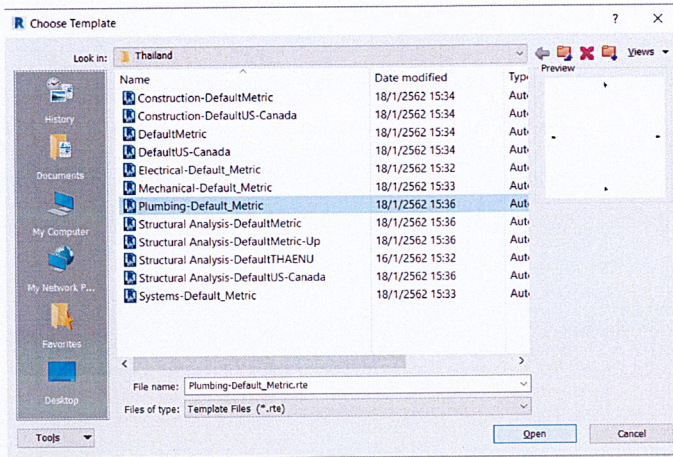 R Choose Template ? X
Look in: Thailand Views
Preview
History
Documents
My Computer
My Network P...
Favorites
Desktop
Name Date modified Typ
Construction-DefaultMetric 18/1/2562 15:34 Aut
Construction-DefaultUS-Canada 18/1/2562 15:34 Aut
DefaultMetric 18/1/2562 15:34 Aut
DefaultUS-Canada 18/1/2562 15:34 Aut
Electrical-Default_Metric 18/1/2562 15:32 Aut
Mechanical-Default_Metric 18/1/2562 15:33 Aut
Plumbing-Default_Metric 18/1/2562 15:36 Aut
Structural Analysis-DefaultMetric 18/1/2562 15:36 Aut
Structural Analysis-DefaultMetric-Up 18/1/2562 15:36 Aut
Structural Analysis-DefaultTHAENU 16/1/2562 15:32 Aut
Structural Analysis-DefaultUS-Canada 18/1/2562 15:36 Aut
Systems-Default_Metric 18/1/2562 15:33 Aut
File name: Plumbing-Default_Metric.rte
Files of type: Template Files (*.rte)
Tools Open Cancel